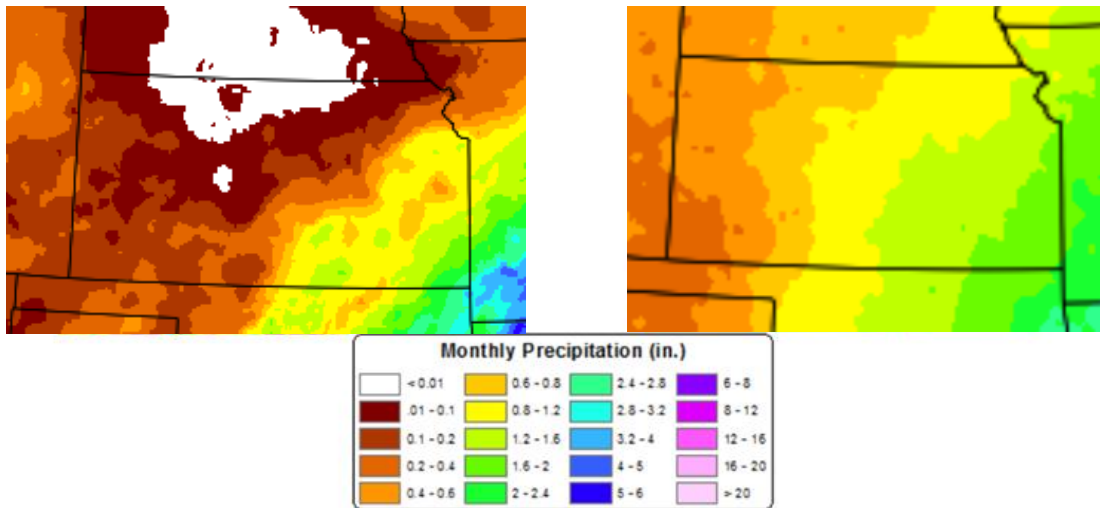 Monthly Precipitation (in.)
< 0.01 0.6 - 0.8 2.4 - 2.8 6 - 8
.01 - 0.1 0.8 - 1.2 2.8 - 3.2 8 - 12
0.1 - 0.2 1.2 - 1.6 3.2 - 4 12 - 16
0.2 - 0.4 1.6 - 2 4 - 5 16 - 20
0.4 - 0.6 2 - 2.4 5 - 6 > 20